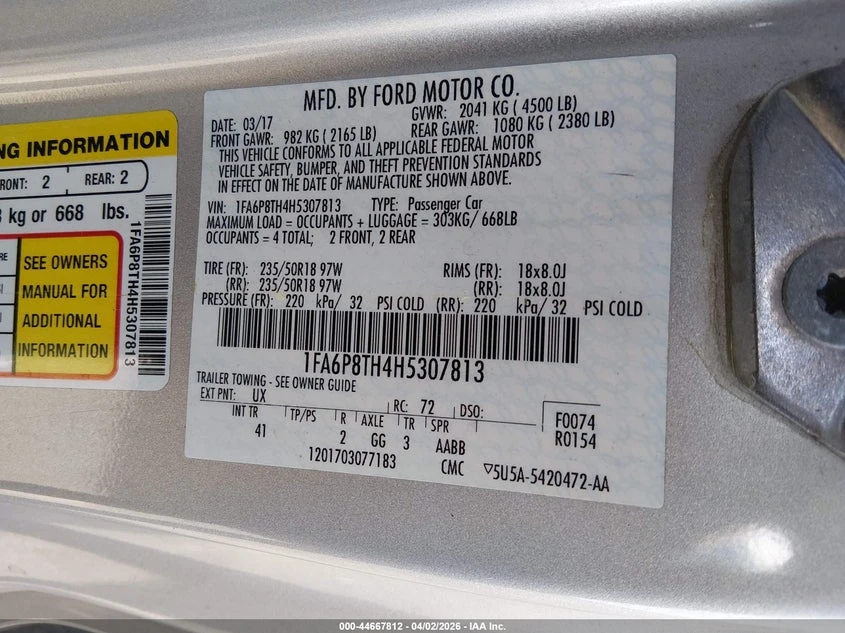 NG INFORMATION
FRONT: 2 REAR: 2
kg or 668 lbs.
SEE OWNERS
MANUAL FOR
ADDITIONAL
INFORMATION
1FA6P8TH4H5307813
MFD. BY FORD MOTOR CO.
DATE: 03/17 GVWR: 2041 KG ( 4500 LB)
FRONT GAWR: 982 KG ( 2165 LB) REAR GAWR: 1080 KG ( 2380 LB)
THIS VEHICLE CONFORMS TO ALL APPLICABLE FEDERAL MOTOR
VEHICLE SAFETY, BUMPER, AND THEFT PREVENTION STANDARDS
IN EFFECT ON THE DATE OF MANUFACTURE SHOWN ABOVE.
VIN: 1FA6P8TH4H5307813 TYPE: Passenger Car
MAXIMUM LOAD = OCCUPANTS + LUGGAGE = 303KG/ 668LB
OCCUPANTS = 4 TOTAL; 2 FRONT, 2 REAR
TIRE (FR): 235/50R18 97W RIMS (FR): 18x8.0J
(RR): 235/50R18 97W (RR): 18x8.0J
PRESSURE (FR): 220 kPa/ 32 PSI COLD (RR): 220 kPa/ 32 PSI COLD
1FA6P8TH4H5307813
TRAILER TOWING - SEE OWNER GUIDE
EXT PNT: UX RC: 72 DSO: F0074
INT TR TP/PS R AXLE TR SPR R0154
41 2 GG 3 AABB
1201703077183 CMC ▽5U5A-5420472-AA
000-44667812 | 04/02/2026 | IAA Inc.